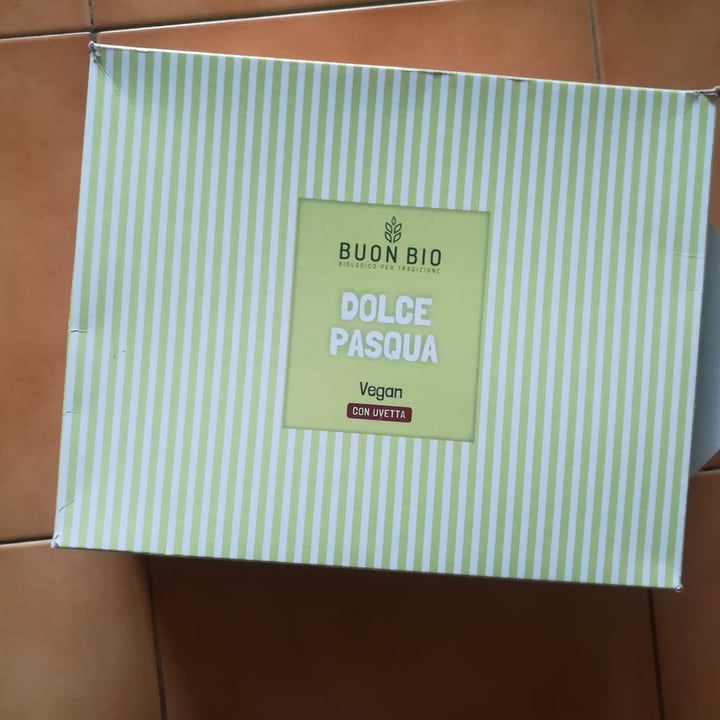 BUON BIO
BIOLOGICO PER TRADIZIONE
DOLCE
PASQUA
Vegan
CON UVETTA